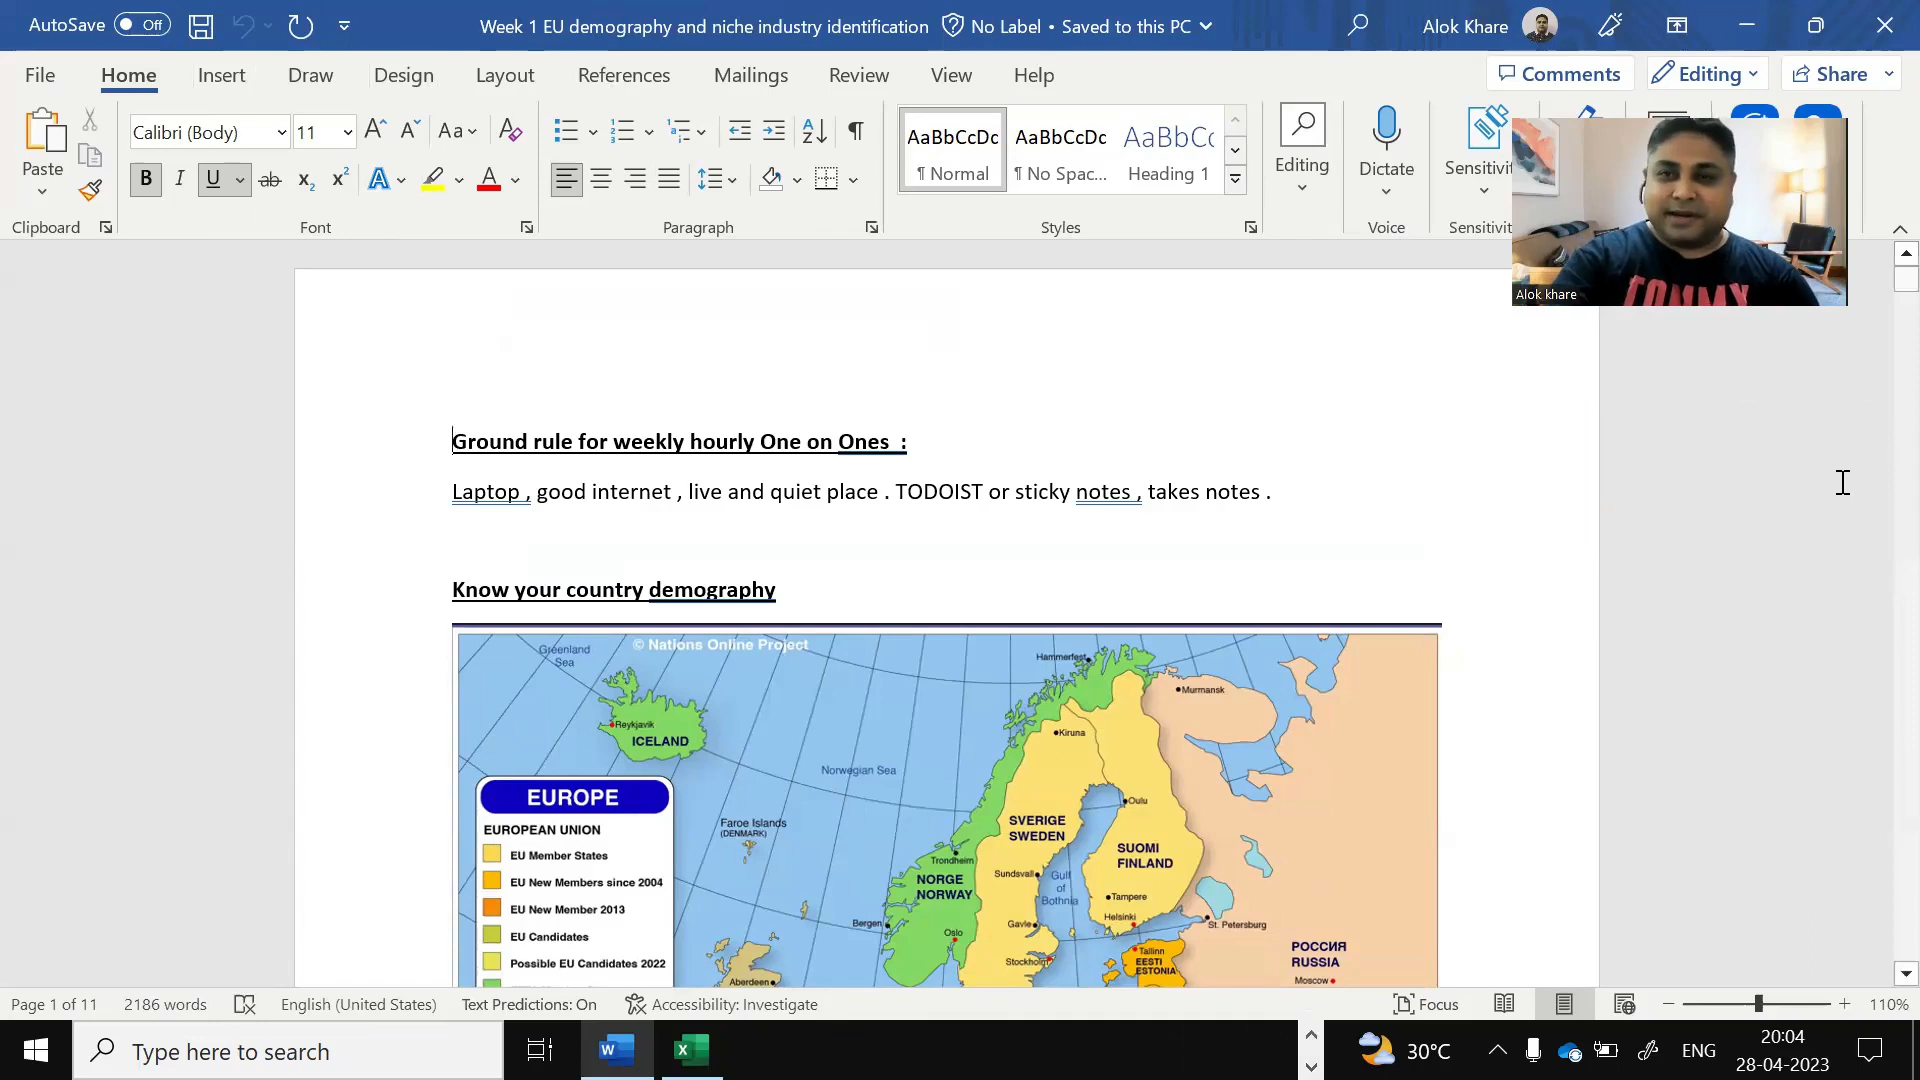 AutoSave Off
Week 1 EU demography and niche industry identification No Label • Saved to this PC
Alok Khare
File Home Insert Draw Design Layout References Mailings Review View Help
Comments Editing Share
Paste
Calibri (Body) 11
Aa
AaBbCcDc AaBbCcDc AaBbCc
¶ Normal ¶ No Spac... Heading 1
Editing
Dictate
Sensitivi
Clipboard Font Paragraph Styles Voice Sensitivit
TOMMY
Alok khare
Ground rule for weekly hourly One on Ones :
Laptop , good internet , live and quiet place . TODOIST or sticky notes , takes notes .
Know your country demography
© Nations Online Project
Greenland
Sea
Hammerfest
Murmansk
Reykjavik
ICELAND
Kiruna
Norwegian Sea
EUROPE
EUROPEAN UNION
EU Member States
EU New Members since 2004
EU New Member 2013
EU Candidates
Possible EU Candidates 2022
Faroe Islands
(DENMARK)
Oulu
SVERIGE
SWEDEN
SUOMI
FINLAND
Trondheim
NORGE
NORWAY
Sundsvall
Gulf
of
Bothnia
Tampere
Bergen
Gavle
Helsinki
St. Petersburg
Oslo
Stockholm
Tallinn
EESTI
ESTONIA
РОССИЯ
RUSSIA
Moscow
Aberdeen
Page 1 of 11 2186 words English (United States) Text Predictions: On Accessibility: Investigate
Focus 110%
Type here to search
30°C ENG
20:04
28-04-2023